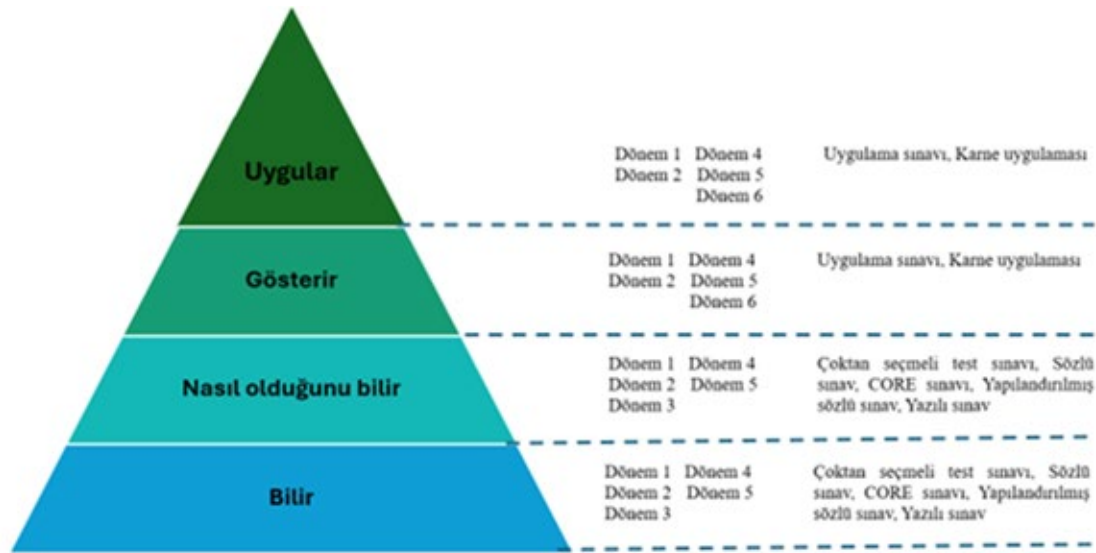 Uygular
Dönem 1 Dönem 4
Dönem 2 Dönem 5
Dönem 6
Uygulama sınavı, Karne uygulaması
Gösterir
Dönem 1 Dönem 4
Dönem 2 Dönem 5
Dönem 6
Uygulama sınavı, Karne uygulaması
Nasıl olduğunu bilir
Dönem 1 Dönem 4
Dönem 2 Dönem 5
Dönem 3
Çoktan seçmeli test sınavı, Sözlü
sınav, CORE sınavı, Yapılandırılmış
sözlü sınav, Yazılı sınav
Bilir
Dönem 1 Dönem 4
Dönem 2 Dönem 5
Dönem 3
Çoktan seçmeli test sınavı, Sözlü
sınav, CORE sınavı, Yapılandırılmış
sözlü sınav, Yazılı sınav